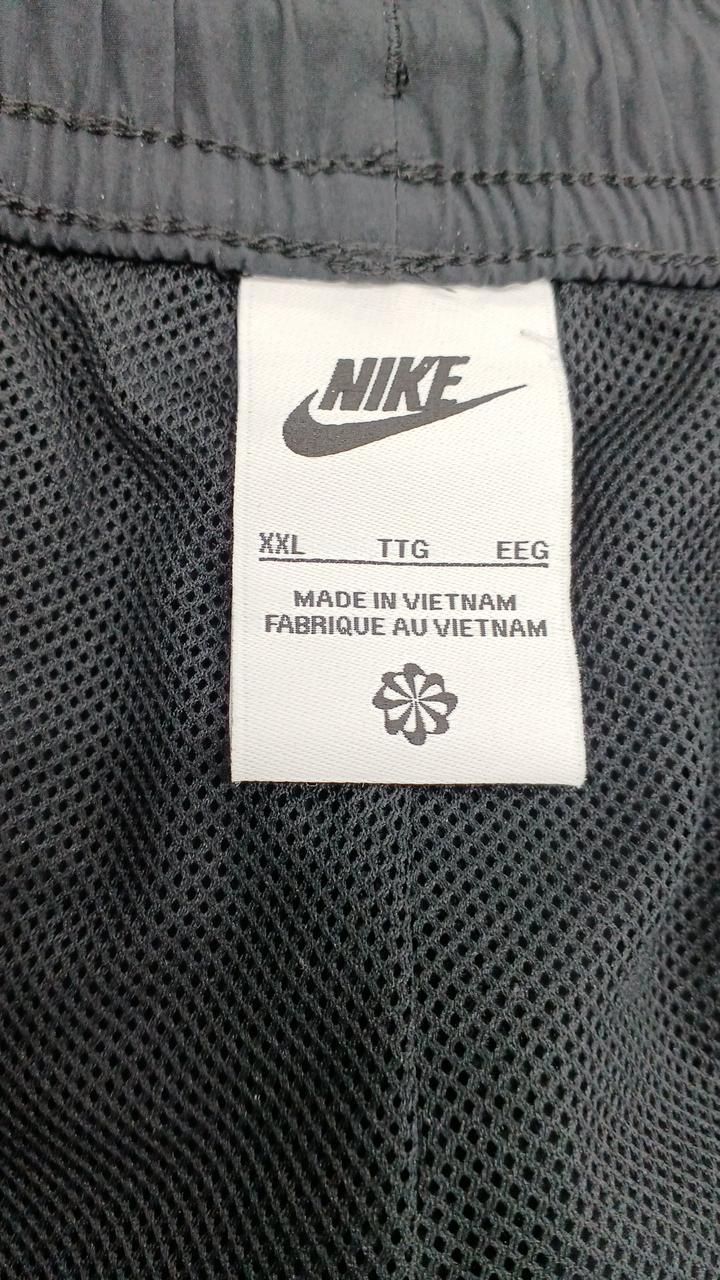 NIKE
XXL TTG EEG
MADE IN VIETNAM
FABRIQUE AU VIETNAM